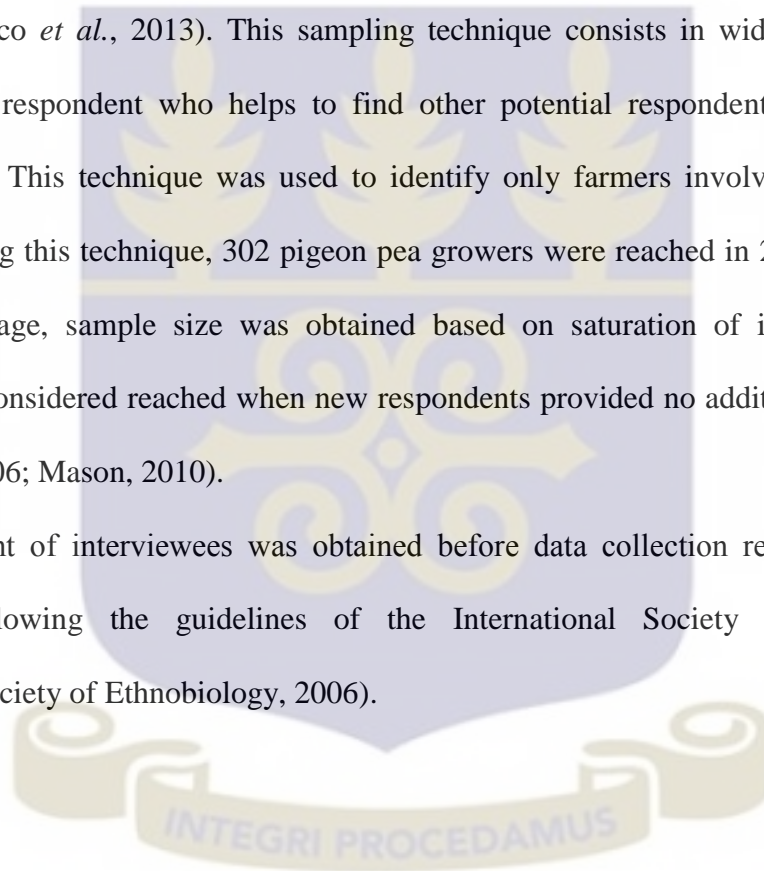 co et al., 2013). This sampling technique consists in wid
respondent who helps to find other potential respondent
This technique was used to identify only farmers involv
g this technique, 302 pigeon pea growers were reached in 2
age, sample size was obtained based on saturation of i
onsidered reached when new respondents provided no addit
06; Mason, 2010).
nt of interviewees was obtained before data collection re
lowing the guidelines of the International Society
ciety of Ethnobiology, 2006).
INTEGRI PROCEDAMUS